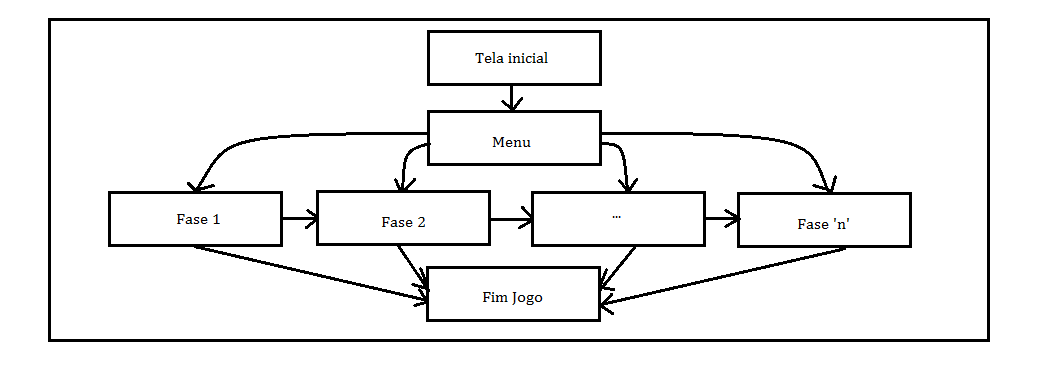 Tela inicial
Menu
Fase 1
Fase 2
...
Fase 'n'
Fim Jogo